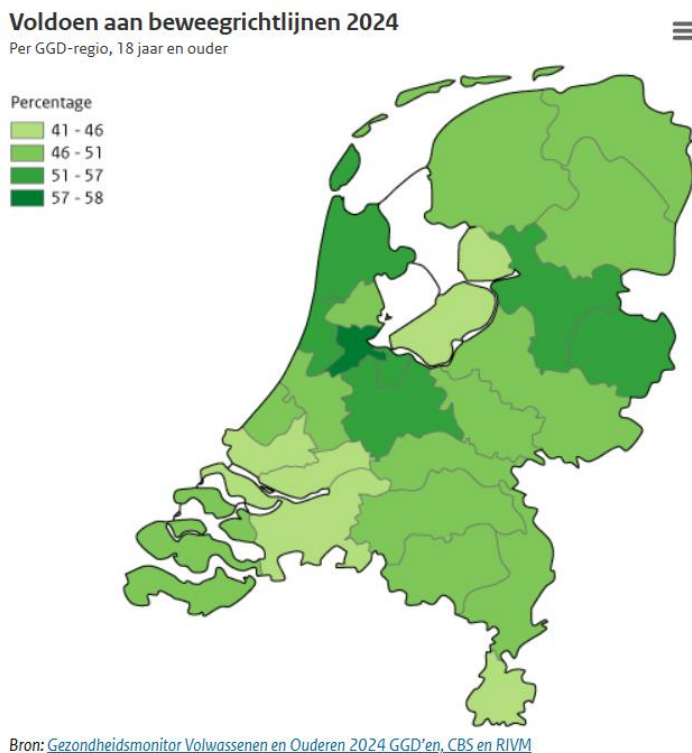 Voldoen aan beweegrichtlijnen 2024
Per GGD-regio, 18 jaar en ouder
Percentage
41 - 46
46 - 51
51 - 57
57 - 58
Bron: Gezondheidsmonitor Volwassenen en Ouderen 2024 GGD'en, CBS en RIVM